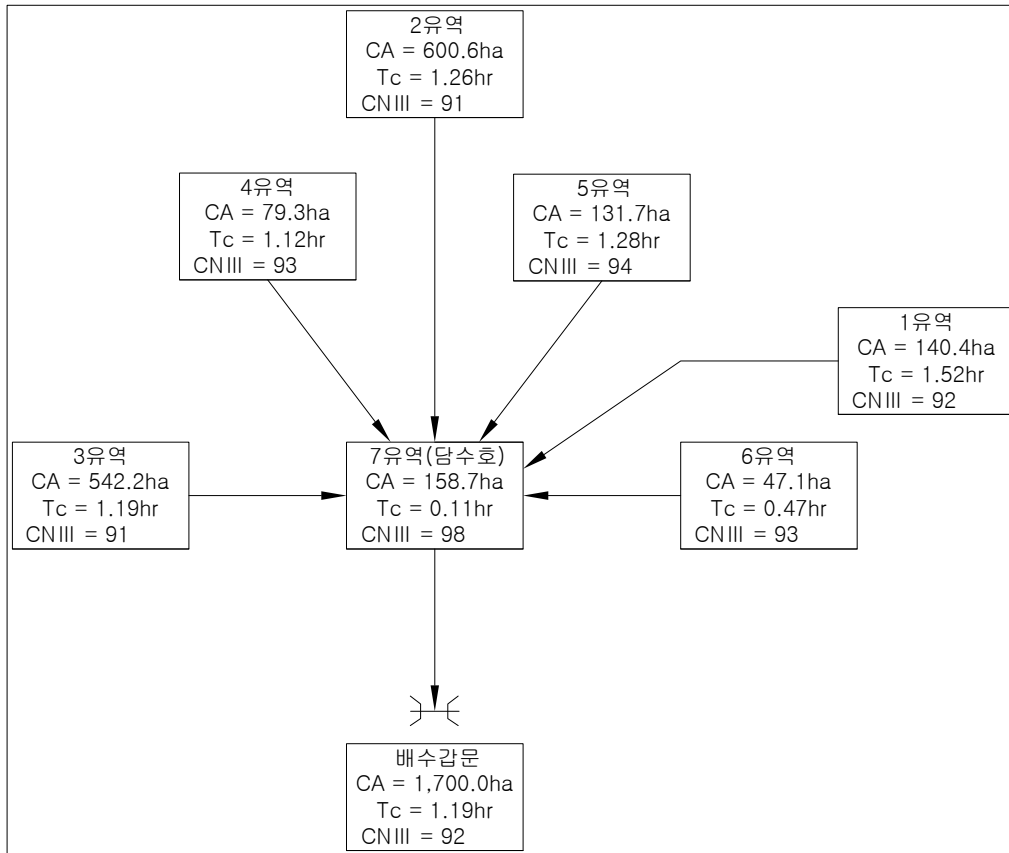 2유역
CA = 600.6ha
Tc = 1.26hr
CNIII = 91
4유역
CA = 79.3ha
Tc = 1.12hr
CNIII = 93
5유역
CA = 131.7ha
Tc = 1.28hr
CNIII = 94
1유역
CA = 140.4ha
Tc = 1.52hr
CNIII = 92
3유역
CA = 542.2ha
Tc = 1.19hr
CNIII = 91
7유역(담수호)
CA = 158.7ha
Tc = 0.11hr
CNIII = 98
6유역
CA = 47.1ha
Tc = 0.47hr
CNIII = 93
배수갑문
CA = 1,700.0ha
Tc = 1.19hr
CNIII = 92